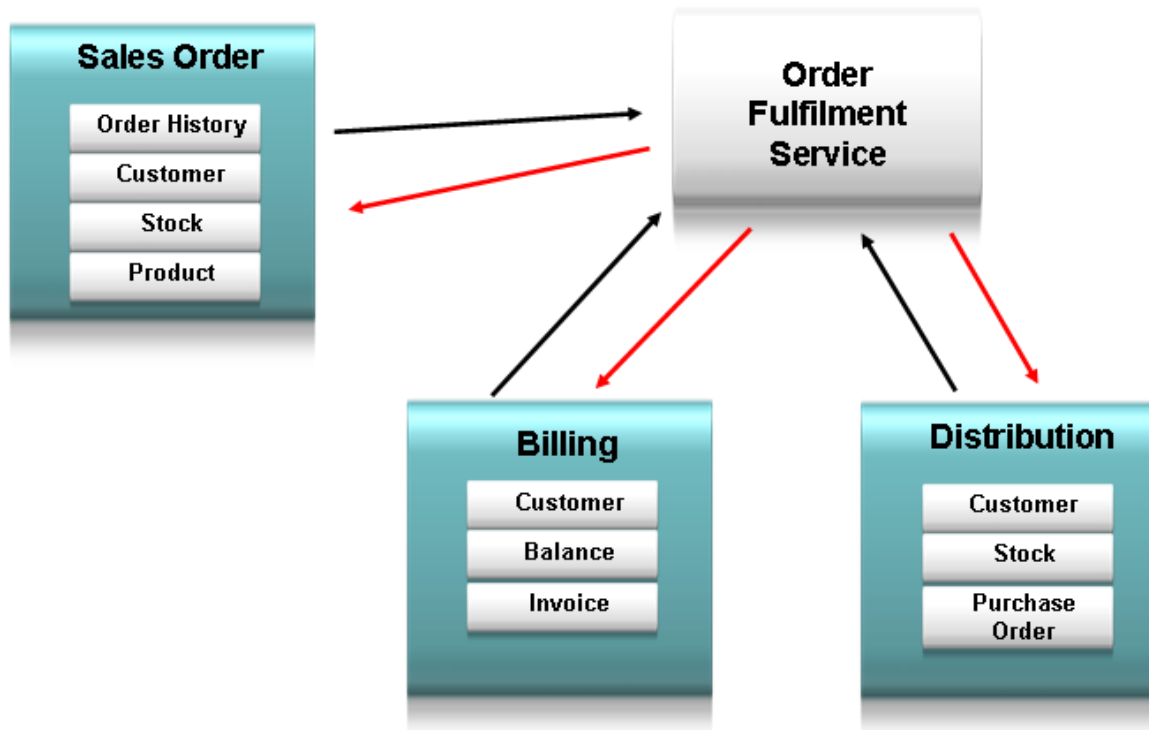 Sales Order
Order History
Customer
Stock
Product
Order
Fulfilment
Service
Billing
Customer
Balance
Invoice
Distribution
Customer
Stock
Purchase
Order